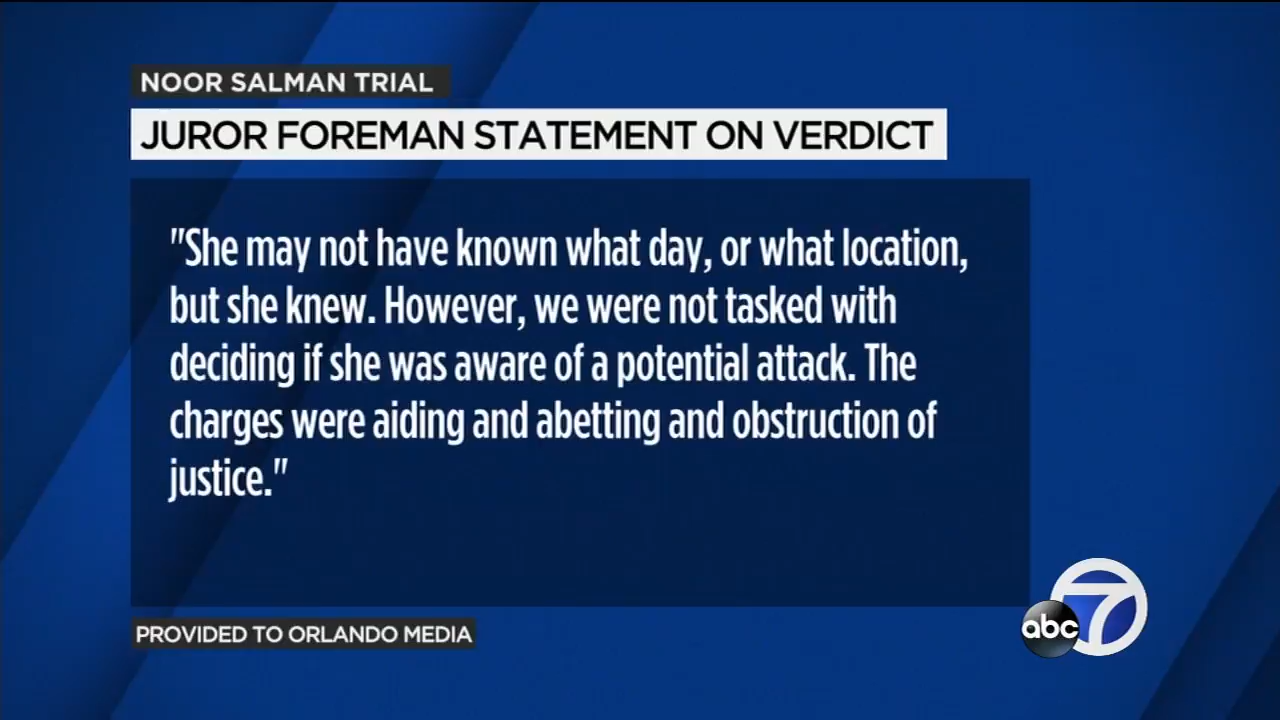 NOOR SALMAN TRIAL
JUROR FOREMAN STATEMENT ON VERDICT
"She may not have known what day, or what location,
but she knew. However, we were not tasked with
deciding if she was aware of a potential attack. The
charges were aiding and abetting and obstruction of
justice."
PROVIDED TO ORLANDO MEDIA
abc 7